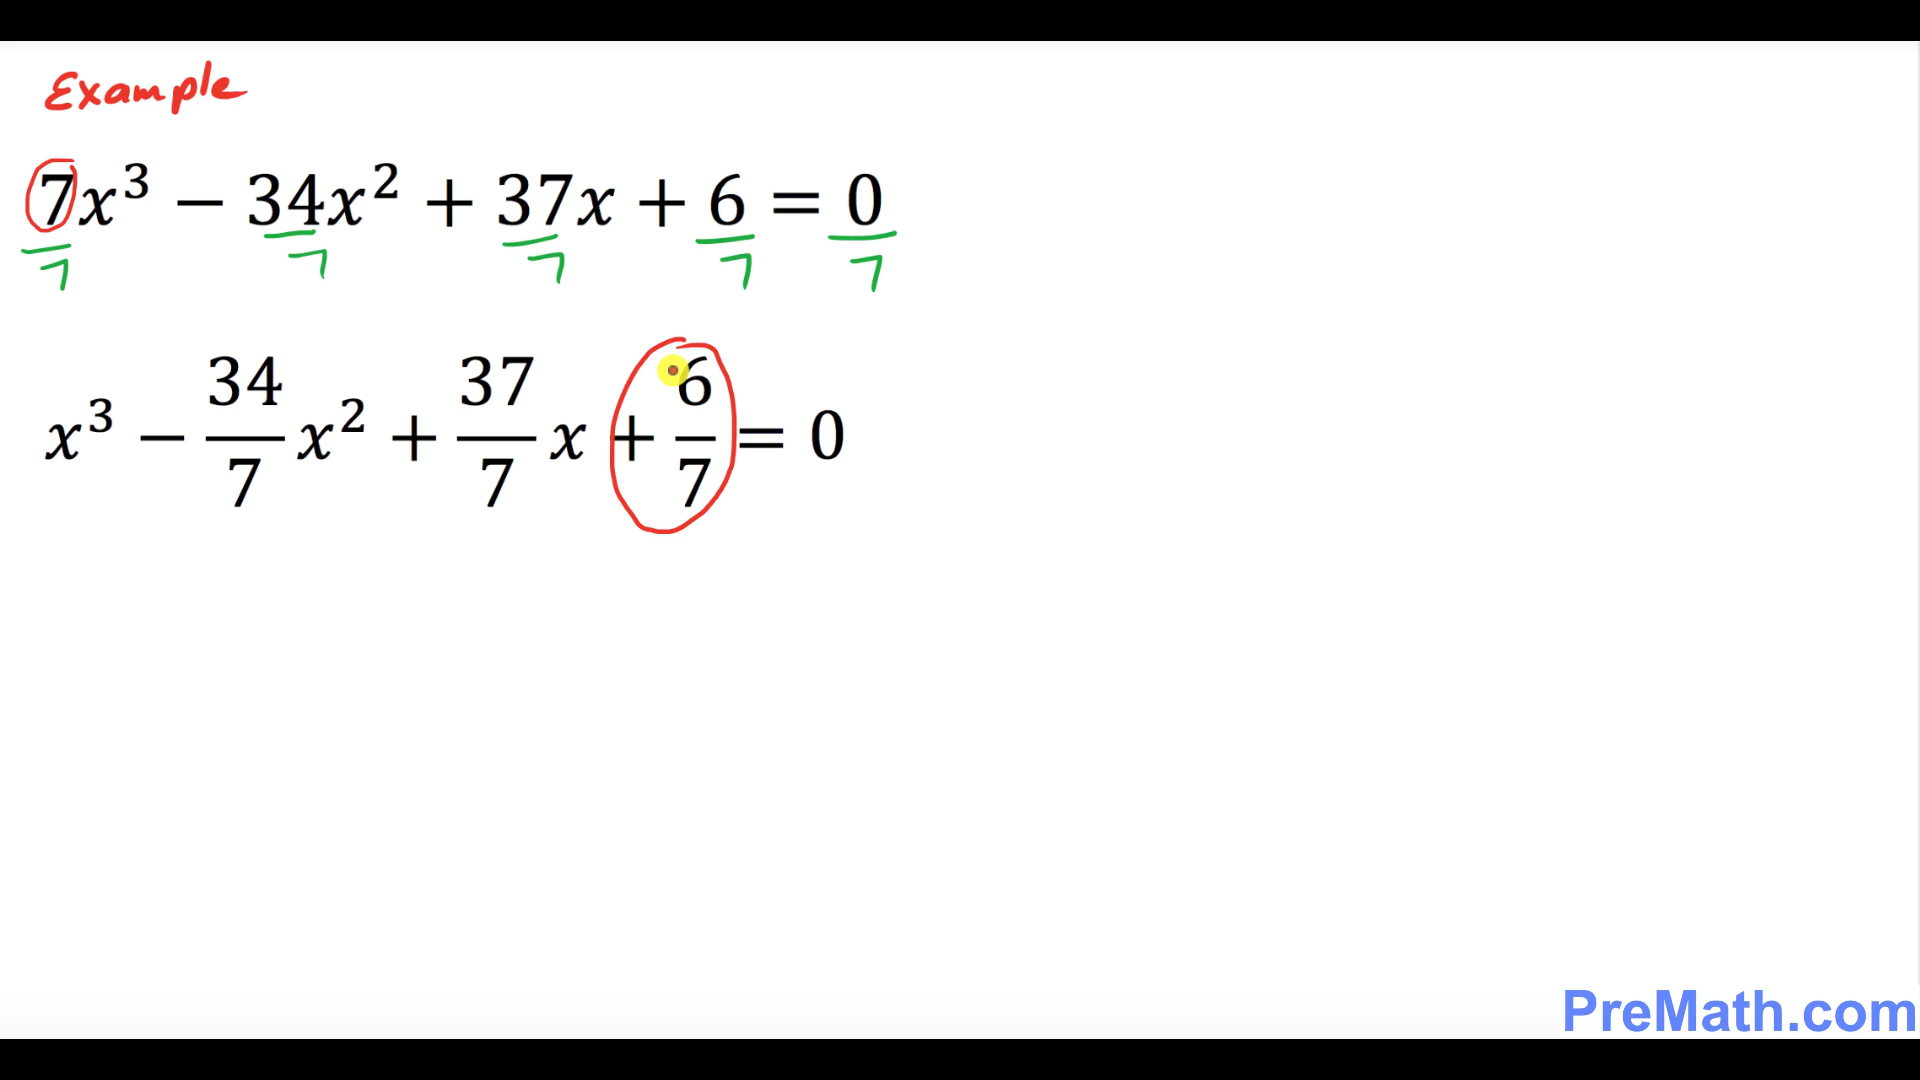 Example
7x³ − 34x² + 37x + 6 = 0
7 7 7 7 7
x³ − 34/7 x² + 37/7 x + 6/7 = 0
PreMath.com